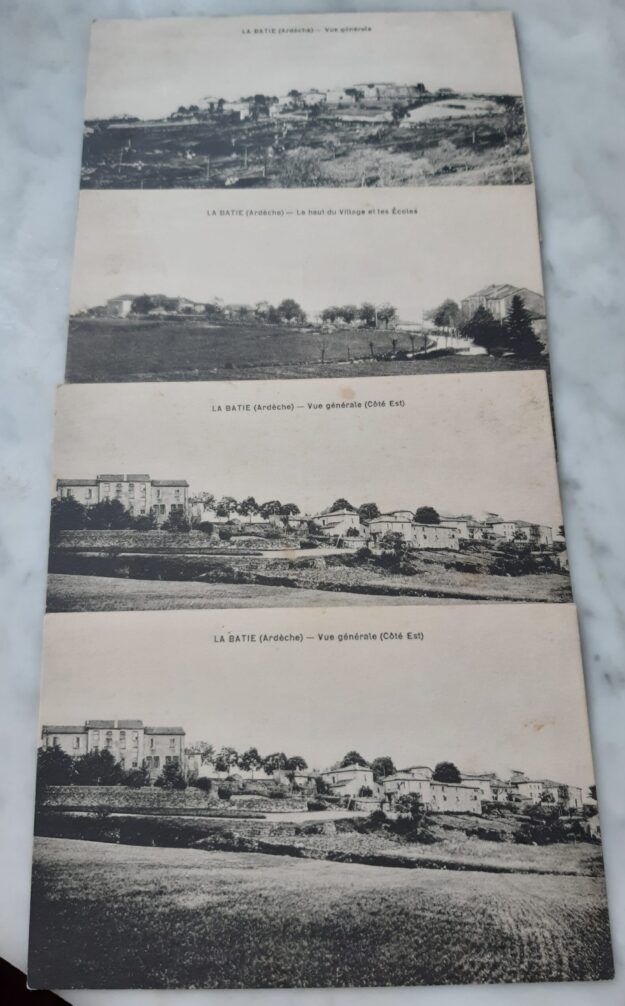 LA BATIE (Ardèche) — Vue générale
LA BATIE (Ardèche) — Le haut du Village et les Écoles
LA BATIE (Ardèche) — Vue générale (Côté Est)
LA BATIE (Ardèche) — Vue générale (Côté Est)